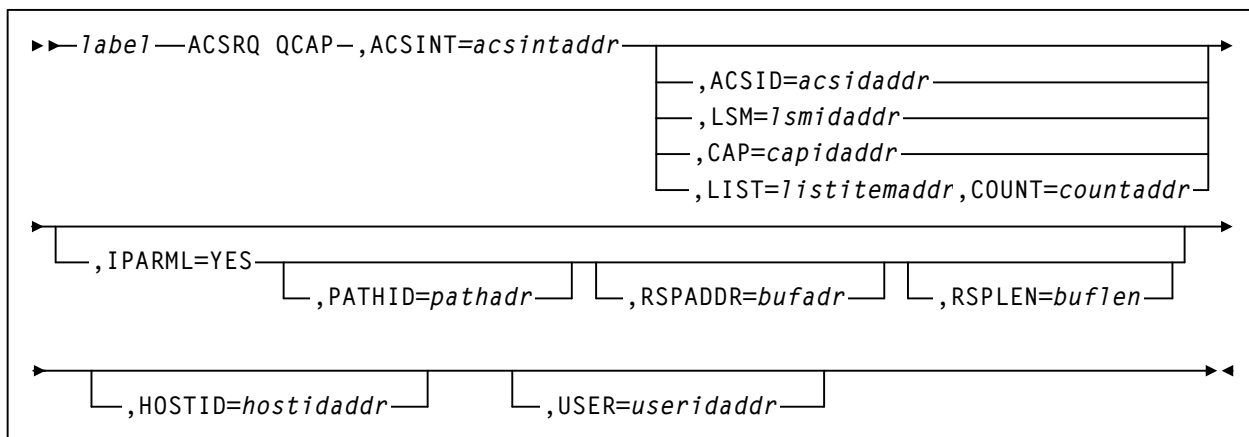 label ACSRQ QCAP ,ACSINT=acsintaddr
,ACSID=acsidaddr
,LSM=lsmidaddr
,CAP=capidaddr
,LIST=listitemaddr,COUNT=countaddr
,IPARML=YES
,PATHID=pathadr ,RSPADDR=bufadr ,RSPLEN=buflen
,HOSTID=hostidaddr ,USER=useridaddr